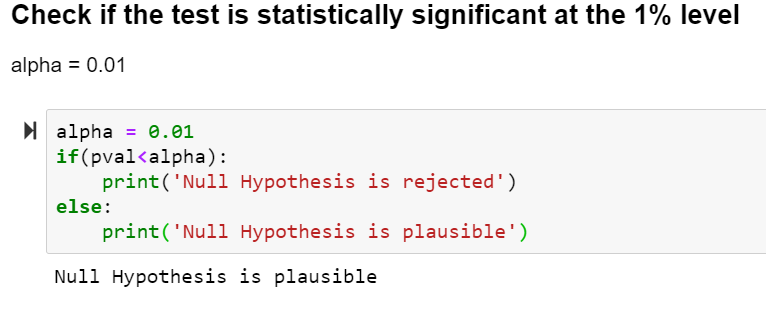 Check if the test is statistically significant at the 1% level
alpha = 0.01
alpha = 0.01
if(pval<alpha):
    print('Null Hypothesis is rejected')
else:
    print('Null Hypothesis is plausible')
Null Hypothesis is plausible